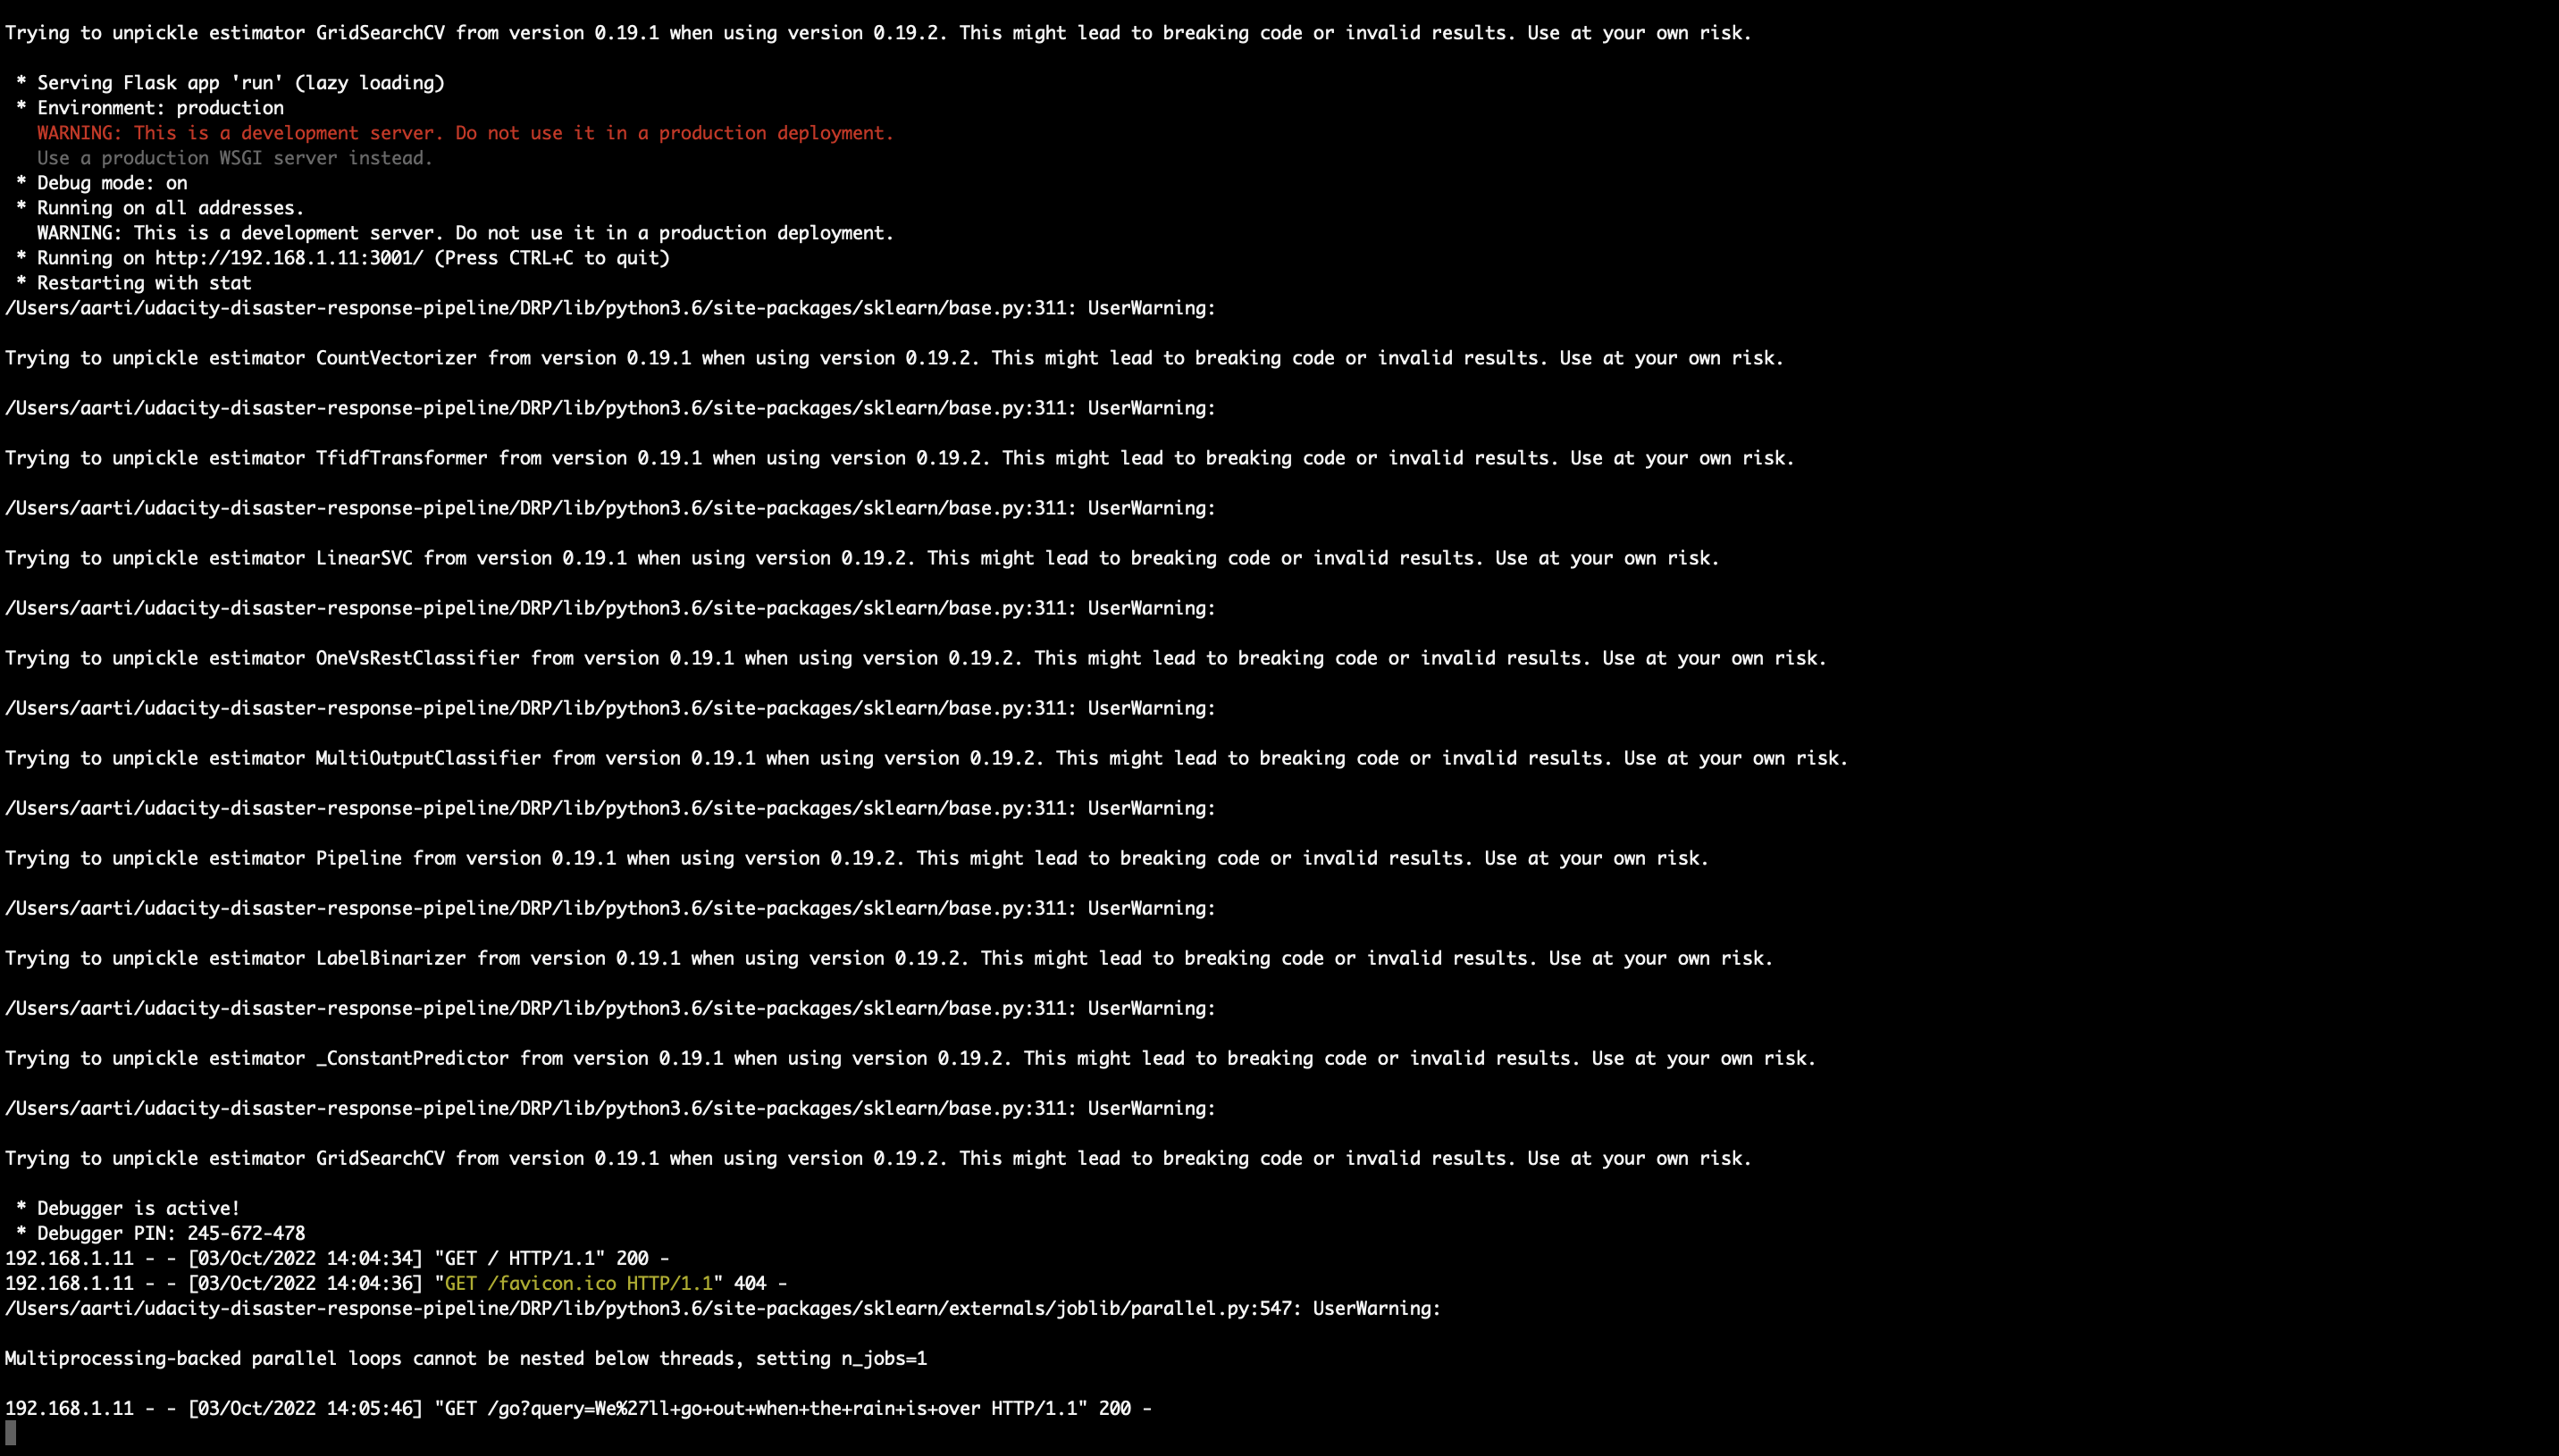 Trying to unpickle estimator GridSearchCV from version 0.19.1 when using version 0.19.2. This might lead to breaking code or invalid results. Use at your own risk.
* Serving Flask app 'run' (lazy loading)
* Environment: production
WARNING: This is a development server. Do not use it in a production deployment.
Use a production WSGI server instead.
* Debug mode: on
* Running on all addresses.
WARNING: This is a development server. Do not use it in a production deployment.
* Running on http://192.168.1.11:3001/ (Press CTRL+C to quit)
* Restarting with stat
/Users/aarti/udacity-disaster-response-pipeline/DRP/lib/python3.6/site-packages/sklearn/base.py:311: UserWarning:
Trying to unpickle estimator CountVectorizer from version 0.19.1 when using version 0.19.2. This might lead to breaking code or invalid results. Use at your own risk.
/Users/aarti/udacity-disaster-response-pipeline/DRP/lib/python3.6/site-packages/sklearn/base.py:311: UserWarning:
Trying to unpickle estimator TfidfTransformer from version 0.19.1 when using version 0.19.2. This might lead to breaking code or invalid results. Use at your own risk.
/Users/aarti/udacity-disaster-response-pipeline/DRP/lib/python3.6/site-packages/sklearn/base.py:311: UserWarning:
Trying to unpickle estimator LinearSVC from version 0.19.1 when using version 0.19.2. This might lead to breaking code or invalid results. Use at your own risk.
/Users/aarti/udacity-disaster-response-pipeline/DRP/lib/python3.6/site-packages/sklearn/base.py:311: UserWarning:
Trying to unpickle estimator OneVsRestClassifier from version 0.19.1 when using version 0.19.2. This might lead to breaking code or invalid results. Use at your own risk.
/Users/aarti/udacity-disaster-response-pipeline/DRP/lib/python3.6/site-packages/sklearn/base.py:311: UserWarning:
Trying to unpickle estimator MultiOutputClassifier from version 0.19.1 when using version 0.19.2. This might lead to breaking code or invalid results. Use at your own risk.
/Users/aarti/udacity-disaster-response-pipeline/DRP/lib/python3.6/site-packages/sklearn/base.py:311: UserWarning:
Trying to unpickle estimator Pipeline from version 0.19.1 when using version 0.19.2. This might lead to breaking code or invalid results. Use at your own risk.
/Users/aarti/udacity-disaster-response-pipeline/DRP/lib/python3.6/site-packages/sklearn/base.py:311: UserWarning:
Trying to unpickle estimator LabelBinarizer from version 0.19.1 when using version 0.19.2. This might lead to breaking code or invalid results. Use at your own risk.
/Users/aarti/udacity-disaster-response-pipeline/DRP/lib/python3.6/site-packages/sklearn/base.py:311: UserWarning:
Trying to unpickle estimator _ConstantPredictor from version 0.19.1 when using version 0.19.2. This might lead to breaking code or invalid results. Use at your own risk.
/Users/aarti/udacity-disaster-response-pipeline/DRP/lib/python3.6/site-packages/sklearn/base.py:311: UserWarning:
Trying to unpickle estimator GridSearchCV from version 0.19.1 when using version 0.19.2. This might lead to breaking code or invalid results. Use at your own risk.
* Debugger is active!
* Debugger PIN: 245-672-478
192.168.1.11 - - [03/Oct/2022 14:04:34] "GET / HTTP/1.1" 200 -
192.168.1.11 - - [03/Oct/2022 14:04:36] "GET /favicon.ico HTTP/1.1" 404 -
/Users/aarti/udacity-disaster-response-pipeline/DRP/lib/python3.6/site-packages/sklearn/externals/joblib/parallel.py:547: UserWarning:
Multiprocessing-backed parallel loops cannot be nested below threads, setting n_jobs=1
192.168.1.11 - - [03/Oct/2022 14:05:46] "GET /go?query=We%27ll+go+out+when+the+rain+is+over HTTP/1.1" 200 -